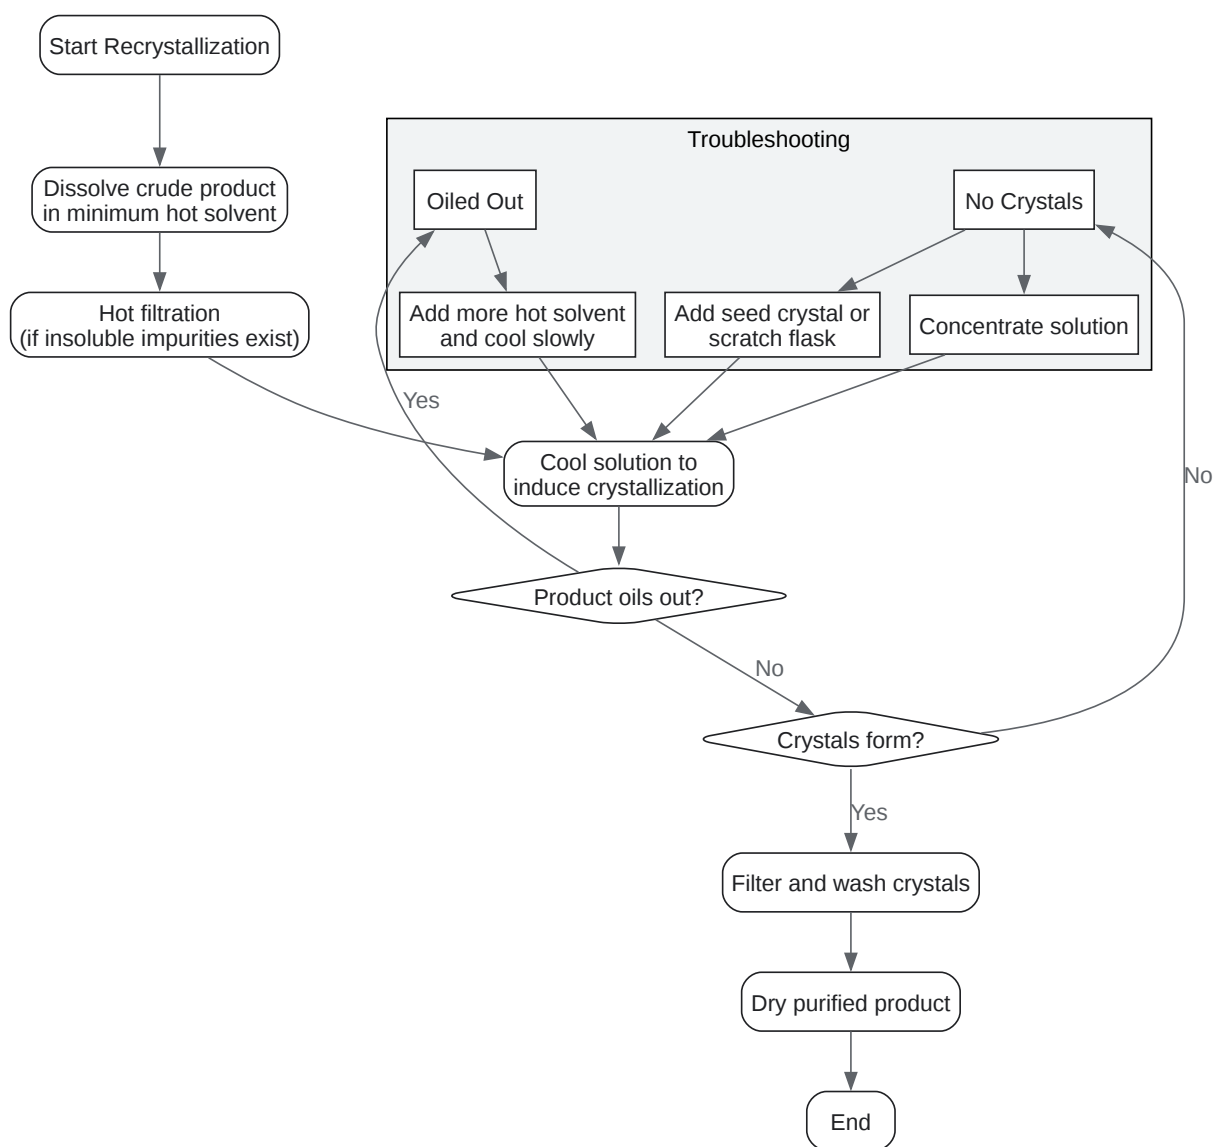 Start Recrystallization
Dissolve crude product
in minimum hot solvent
Hot filtration
(if insoluble impurities exist)
Troubleshooting
Oiled Out
No Crystals
Add more hot solvent
and cool slowly
Add seed crystal or
scratch flask
Concentrate solution
Yes
Cool solution to
induce crystallization
No
Product oils out?
No
Crystals form?
Yes
Filter and wash crystals
Dry purified product
End